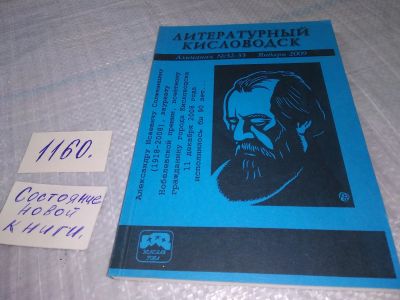 ЛИТЕРАТУРНЫЙ
КИСЛОВОДСК
Альманах № 32-33 Январь 2009
Александру Исаевичу Солженицыну
(1918-2008), лауреату
Нобелевской премии, почетному
гражданину города Кисловодска
11 декабря 2008 года
исполнилось бы 90 лет.
1160.
Состояние
новой
книги.